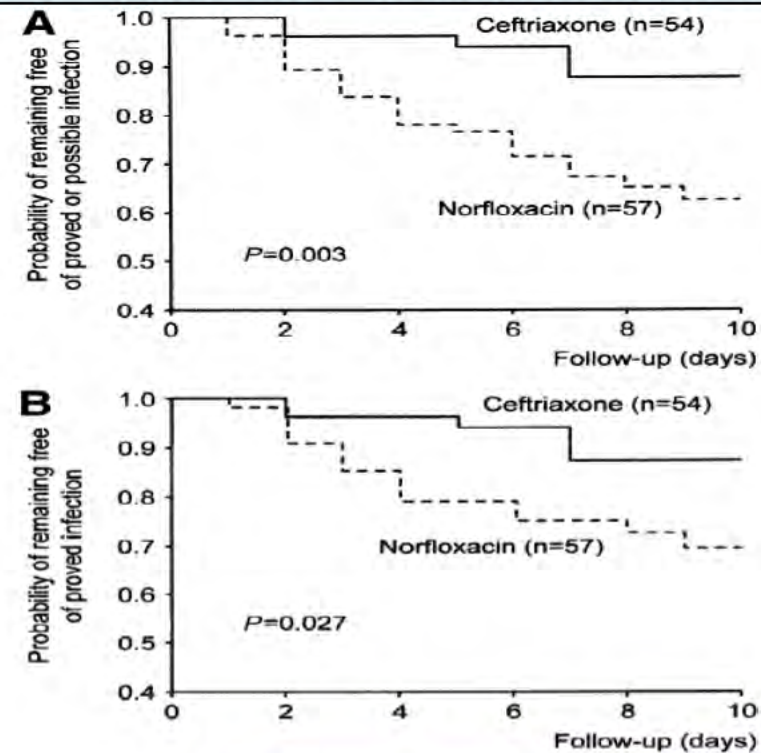 A
Probability of remaining free
of proved or possible infection
1.0
0.9
0.8
0.7
0.6
0.5
0.4
Ceftriaxone (n=54)
Norfloxacin (n=57)
P=0.003
0 2 4 6 8 10
Follow-up (days)
B
Probability of remaining free
of proved infection
1.0
0.9
0.8
0.7
0.6
0.5
0.4
Ceftriaxone (n=54)
Norfloxacin (n=57)
P=0.027
0 2 4 6 8 10
Follow-up (days)